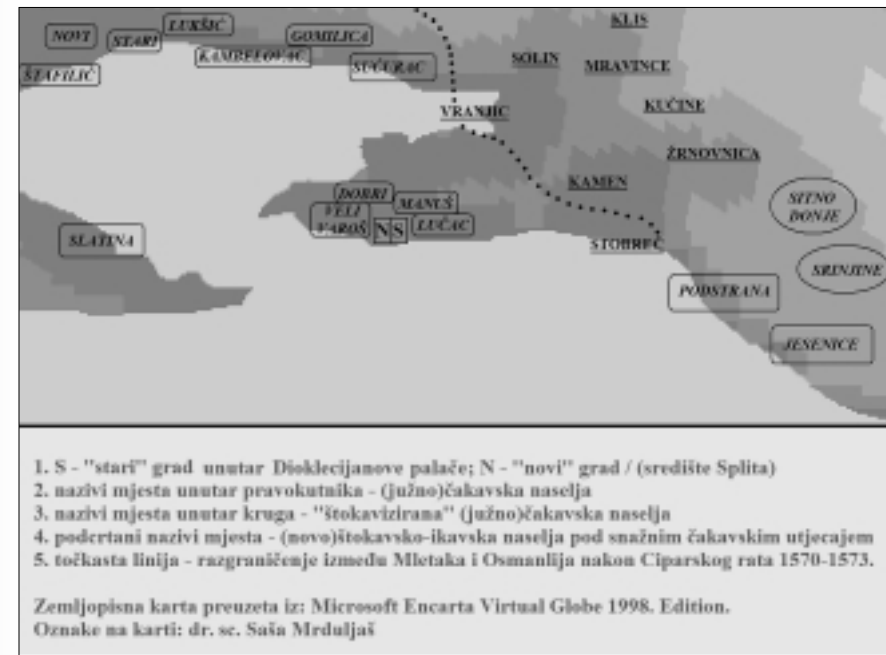 KLIS
LUKŠIĆ
NOVI
STARI
GOMILICA
KAMBELOVAC
SOLIN
SUĆURAC
MRAVINCE
ŠTAFILIĆ
KUČINE
VRANJIC
ŽRNOVNICA
KAMEN
DOBRI
MANUŠ
SITNO
DONJE
VELI
VAROŠ
N S
LUČAC
SLATINA
STOBREČ
SRINJINE
PODSTRANA
JESENICE
1. S - "stari" grad unutar Dioklecijanove palače; N - "novi" grad / (središte Splita)
2. nazivi mjesta unutar pravokutnika - (južno)čakavska naselja
3. nazivi mjesta unutar kruga - "štokavizirana" (južno)čakavska naselja
4. podcrtani nazivi mjesta - (novo)štokavsko-ikavska naselja pod snažnim čakavskim utjecajem
5. točkasta linija - razgraničenje između Mletaka i Osmanlija nakon Ciparskog rata 1570-1573.
Zemljopisna karta preuzeta iz: Microsoft Encarta Virtual Globe 1998. Edition.
Oznake na karti: dr. sc. Saša Mrduljaš